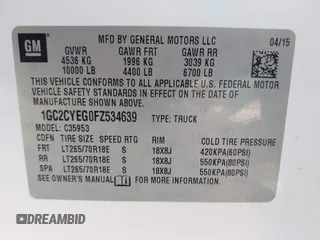 GM
MFD BY GENERAL MOTORS LLC
04/15
GVWR GAWR FRT GAWR RR
4536 KG 1996 KG 3039 KG
10000 LB 4400 LB 6700 LB
THIS VEHICLE CONFORMS TO ALL APPLICABLE U.S. FEDERAL MOTOR
VEHICLE SAFETY STANDARDS IN EFFECT ON THE DATE OF
MANUFACTURE SHOWN ABOVE.
1GC2CYEG0FZ534639 TYPE: TRUCK
MODEL: C35953
TIRE SIZE SPEED RTG RIM COLD TIRE PRESSURE
FRT LT265/70R18E S 18X8J 420KPA(60PSI)
RR LT265/70R18E S 18X8J 550KPA(80PSI)
SPA LT265/70R18E S 18X8J 550KPA(80PSI)
SEE OWNER'S MANUAL FOR